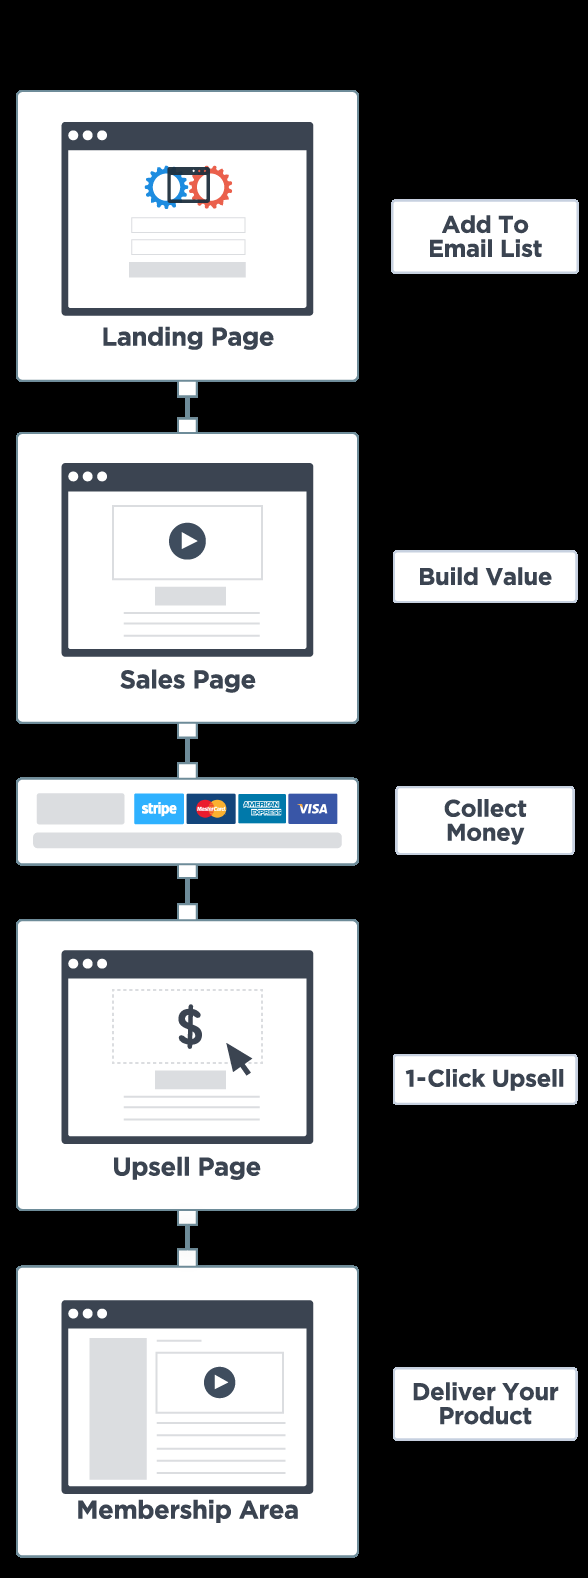 Add To
Email List
Landing Page
Build Value
Sales Page
stripe
MasterCard
AMERICAN
EXPRESS
VISA
Collect
Money
$
1-Click Upsell
Upsell Page
Deliver Your
Product
Membership Area